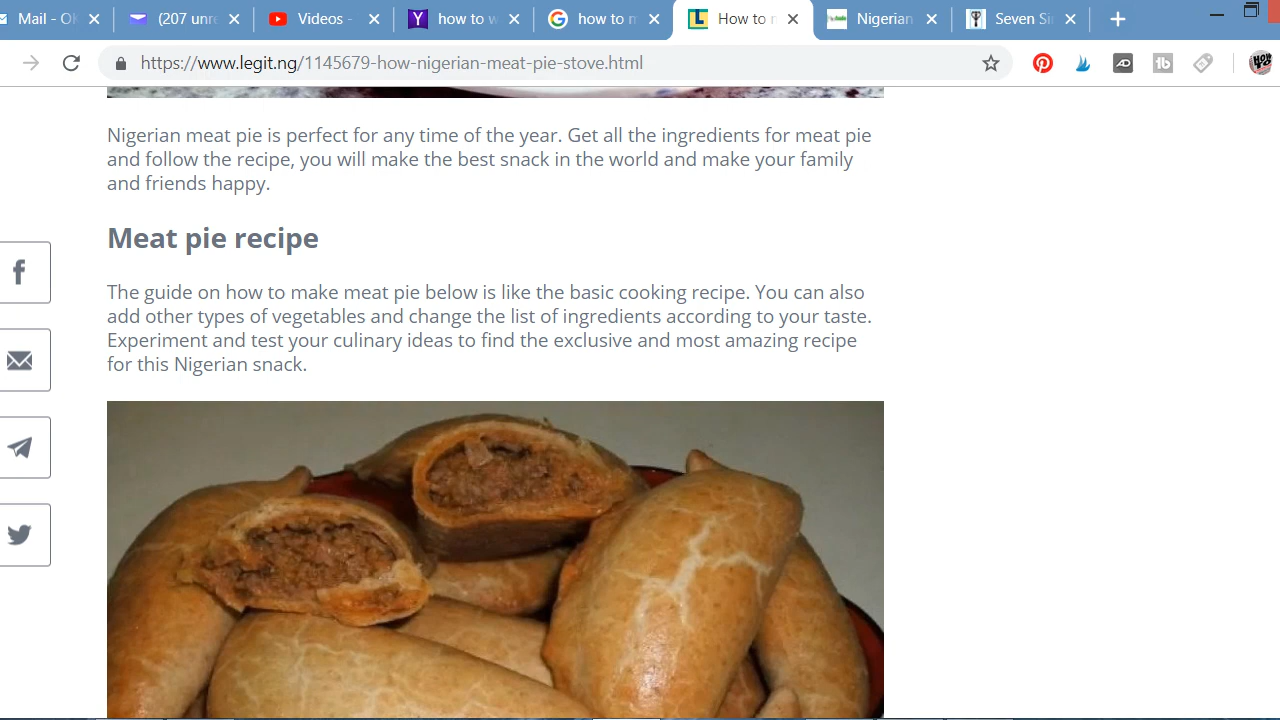 Mail - Ok
(207 unr
Videos -
how to w
how to m
How to
Nigerian
Seven Si
https://www.legit.ng/1145679-how-nigerian-meat-pie-stove.html
Nigerian meat pie is perfect for any time of the year. Get all the ingredients for meat pie
and follow the recipe, you will make the best snack in the world and make your family
and friends happy.
Meat pie recipe
The guide on how to make meat pie below is like the basic cooking recipe. You can also
add other types of vegetables and change the list of ingredients according to your taste.
Experiment and test your culinary ideas to find the exclusive and most amazing recipe
for this Nigerian snack.